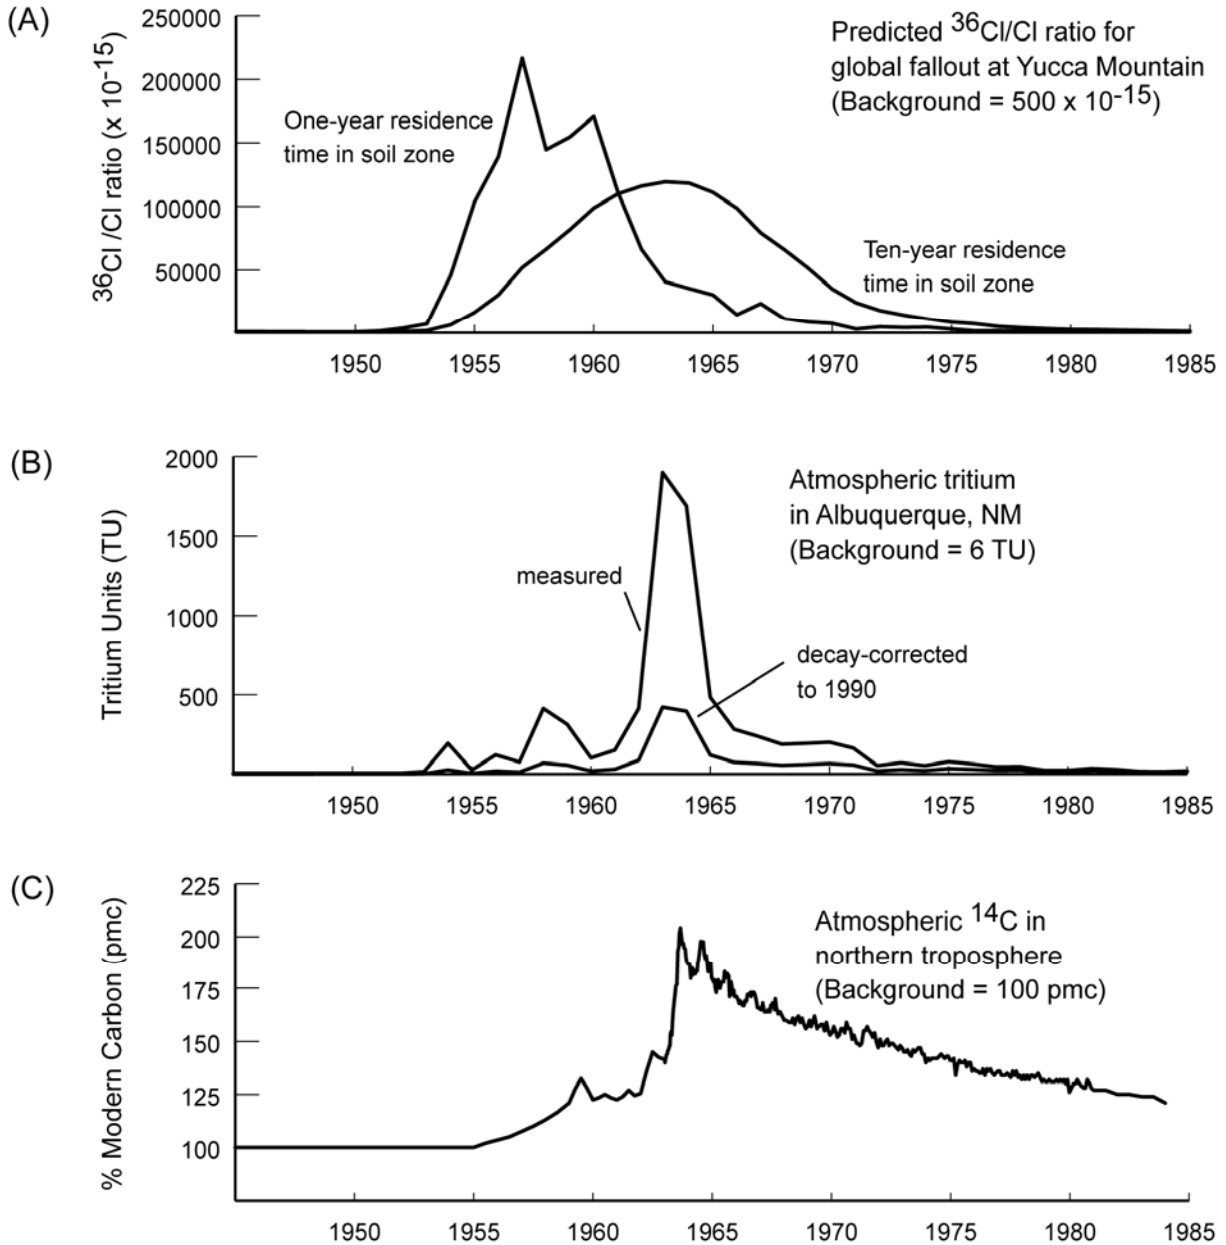 (A)
250000
200000
150000
100000
50000
³⁶Cl /Cl ratio (x 10⁻¹⁵)
Predicted ³⁶Cl/Cl ratio for
global fallout at Yucca Mountain
(Background = 500 x 10⁻¹⁵)
One-year residence
time in soil zone
Ten-year residence
time in soil zone
1950 1955 1960 1965 1970 1975 1980 1985
(B)
2000
1500
1000
500
Tritium Units (TU)
Atmospheric tritium
in Albuquerque, NM
(Background = 6 TU)
measured
decay-corrected
to 1990
1950 1955 1960 1965 1970 1975 1980 1985
(C)
225
200
175
150
125
100
% Modern Carbon (pmc)
Atmospheric ¹⁴C in
northern troposphere
(Background = 100 pmc)
1950 1955 1960 1965 1970 1975 1980 1985